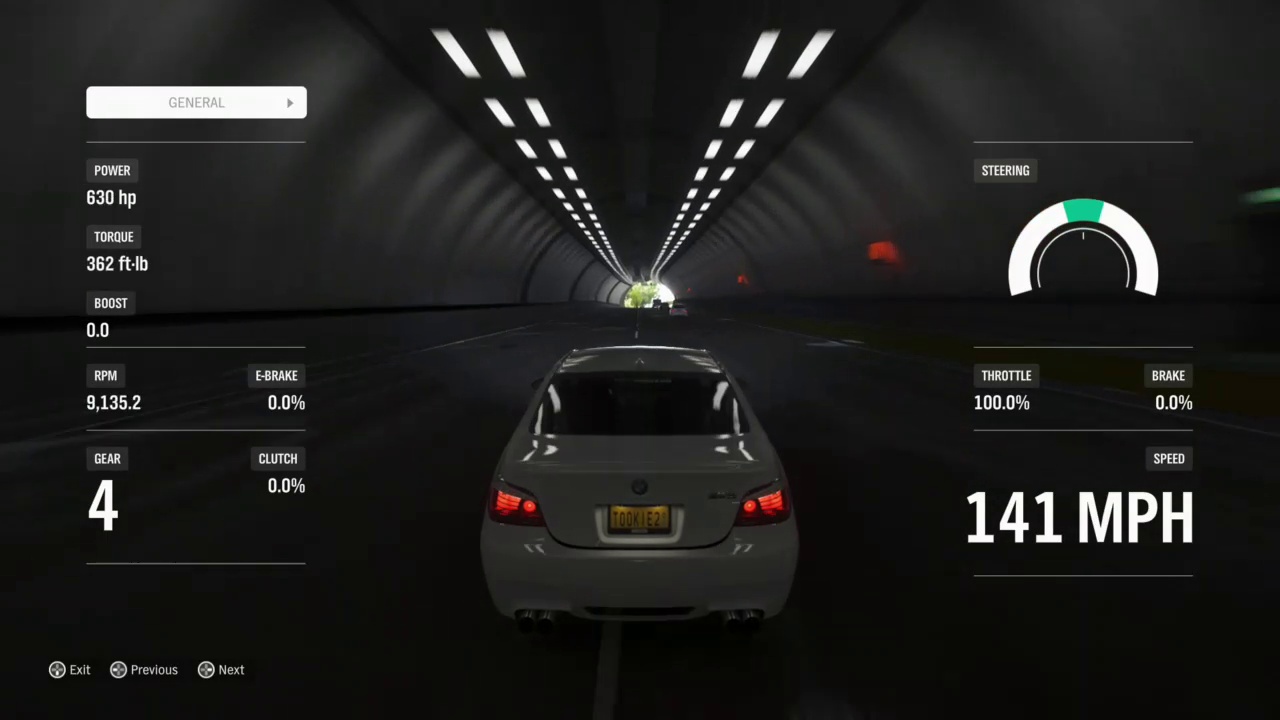 GENERAL
POWER
630 hp
TORQUE
362 ft·lb
BOOST
0.0
RPM
E-BRAKE
9,135.2
0.0%
GEAR
CLUTCH
4
0.0%
STEERING
THROTTLE
BRAKE
100.0%
0.0%
SPEED
141 MPH
TOOKIE2
Exit
Previous
Next